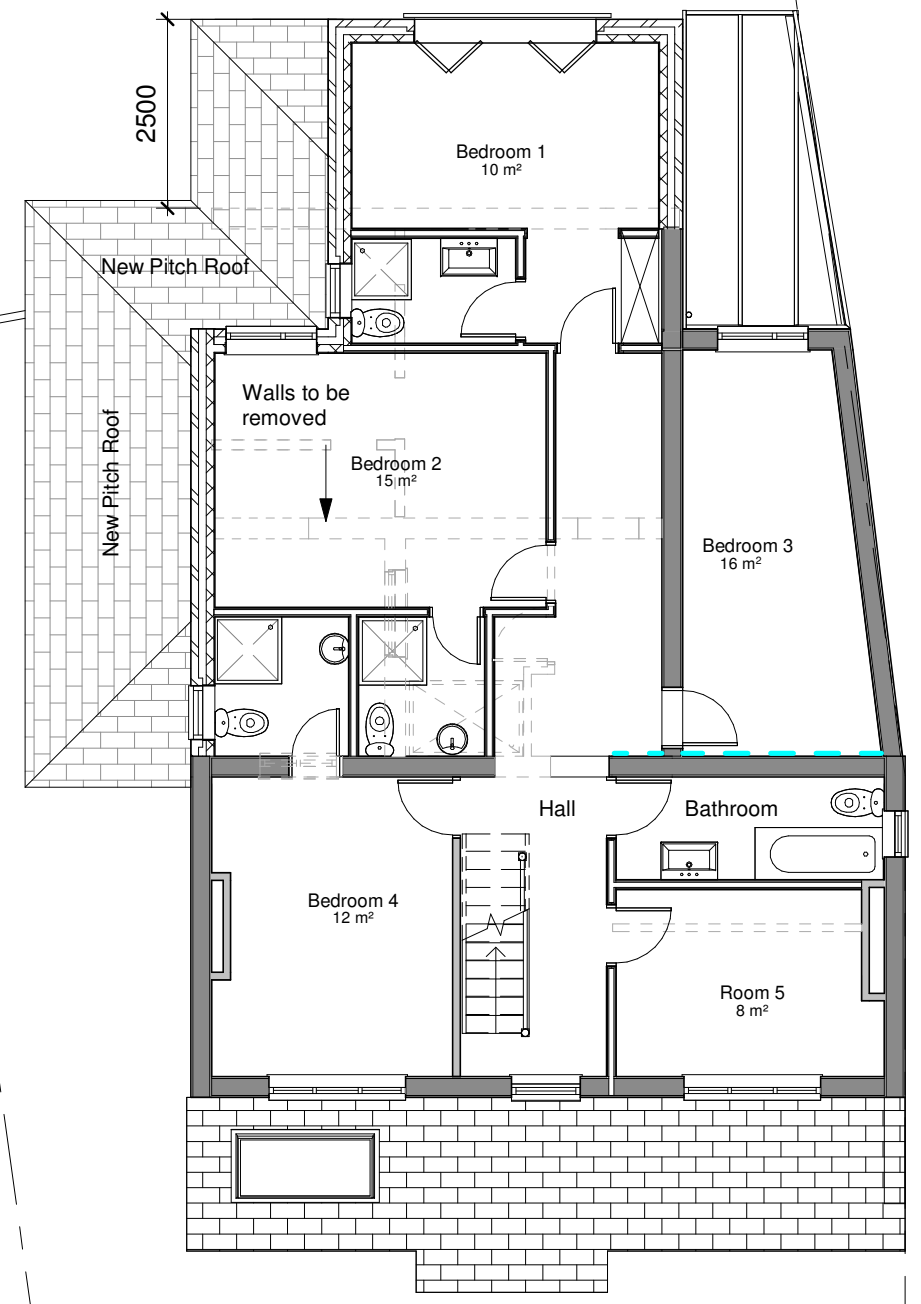 2500
Bedroom 1
10 m²
New Pitch Roof
Walls to be
removed
Bedroom 2
15 m²
New Pitch Roof
Bedroom 3
16 m²
Hall
Bathroom
Bedroom 4
12 m²
Room 5
8 m²